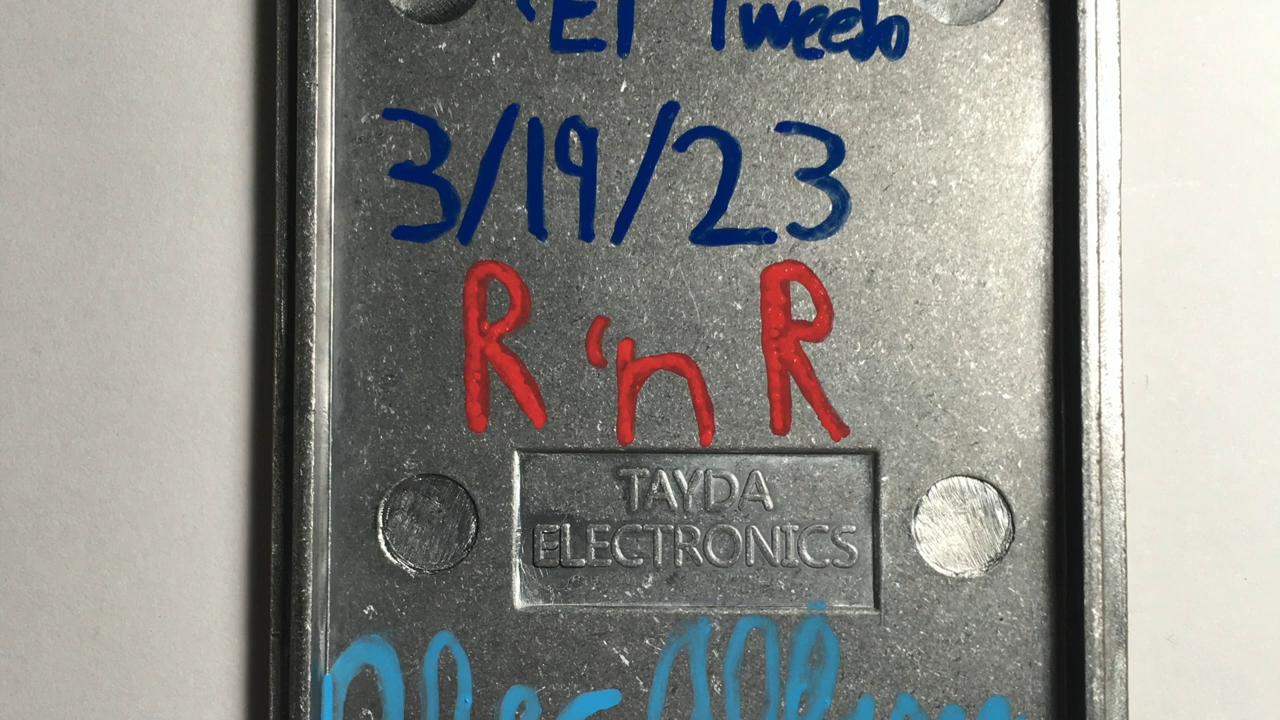 'El Tweedo
3/19/23
R 'n R
TAYDA
ELECTRONICS